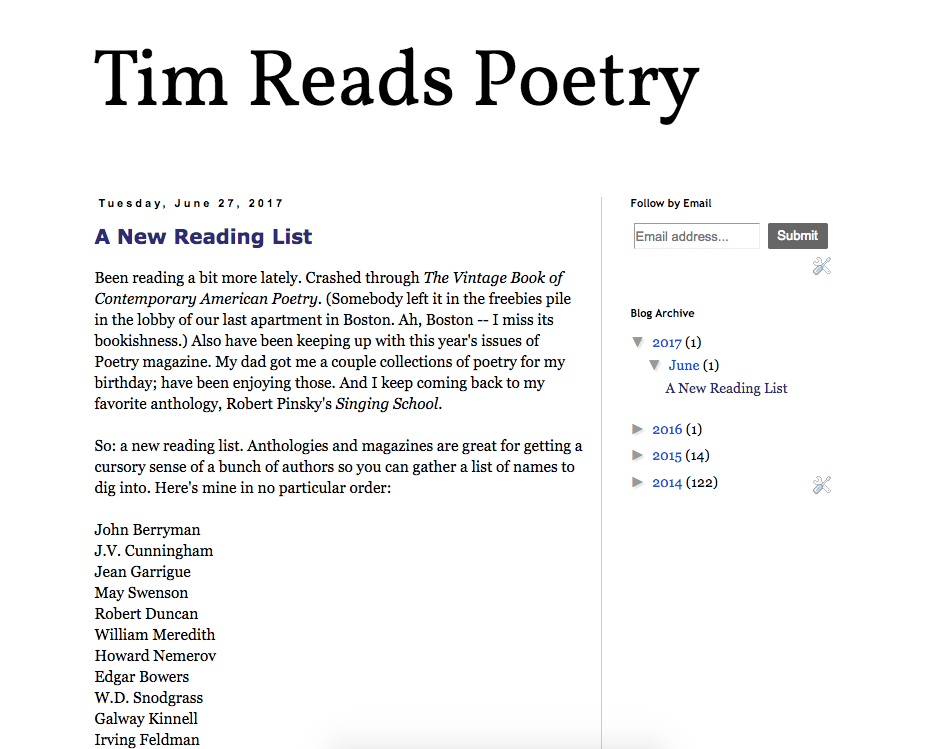 Tim Reads Poetry
Tuesday, June 27, 2017
A New Reading List
Been reading a bit more lately. Crashed through The Vintage Book of
Contemporary American Poetry. (Somebody left it in the freebies pile
in the lobby of our last apartment in Boston. Ah, Boston -- I miss its
bookishness.) Also have been keeping up with this year's issues of
Poetry magazine. My dad got me a couple collections of poetry for my
birthday; have been enjoying those. And I keep coming back to my
favorite anthology, Robert Pinsky's Singing School.
So: a new reading list. Anthologies and magazines are great for getting a
cursory sense of a bunch of authors so you can gather a list of names to
dig into. Here's mine in no particular order:
John Berryman
J.V. Cunningham
Jean Garrigue
May Swenson
Robert Duncan
William Meredith
Howard Nemerov
Edgar Bowers
W.D. Snodgrass
Galway Kinnell
Irving Feldman
Follow by Email
Email address...
Submit
Blog Archive
▼ 2017 (1)
▼ June (1)
A New Reading List
► 2016 (1)
► 2015 (14)
► 2014 (122)